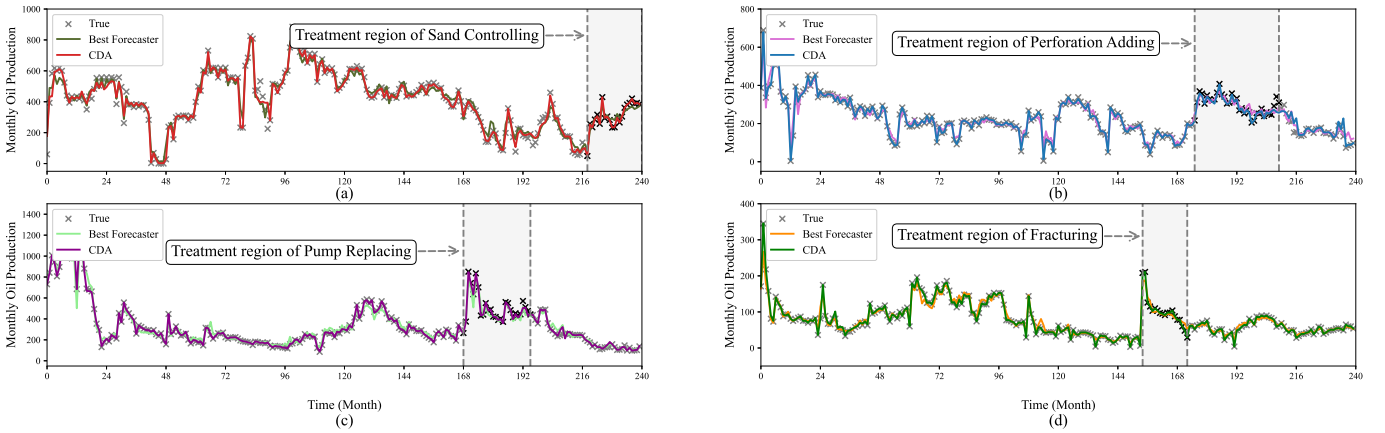 Monthly Oil Production
1000
800
600
400
200
0
True
Best Forecaster
CDA
Treatment region of Sand Controlling
0 24 48 72 96 120 144 168 192 216 240
(a)
Monthly Oil Production
800
600
400
200
0
True
Best Forecaster
CDA
Treatment region of Perforation Adding
0 24 48 72 96 120 144 168 192 216 240
(b)
Monthly Oil Production
1400
1200
1000
800
600
400
200
0
True
Best Forecaster
CDA
Treatment region of Pump Replacing
0 24 48 72 96 120 144 168 192 216 240
Time (Month)
(c)
Monthly Oil Production
400
300
200
100
0
True
Best Forecaster
CDA
Treatment region of Fracturing
0 24 48 72 96 120 144 168 192 216 240
Time (Month)
(d)